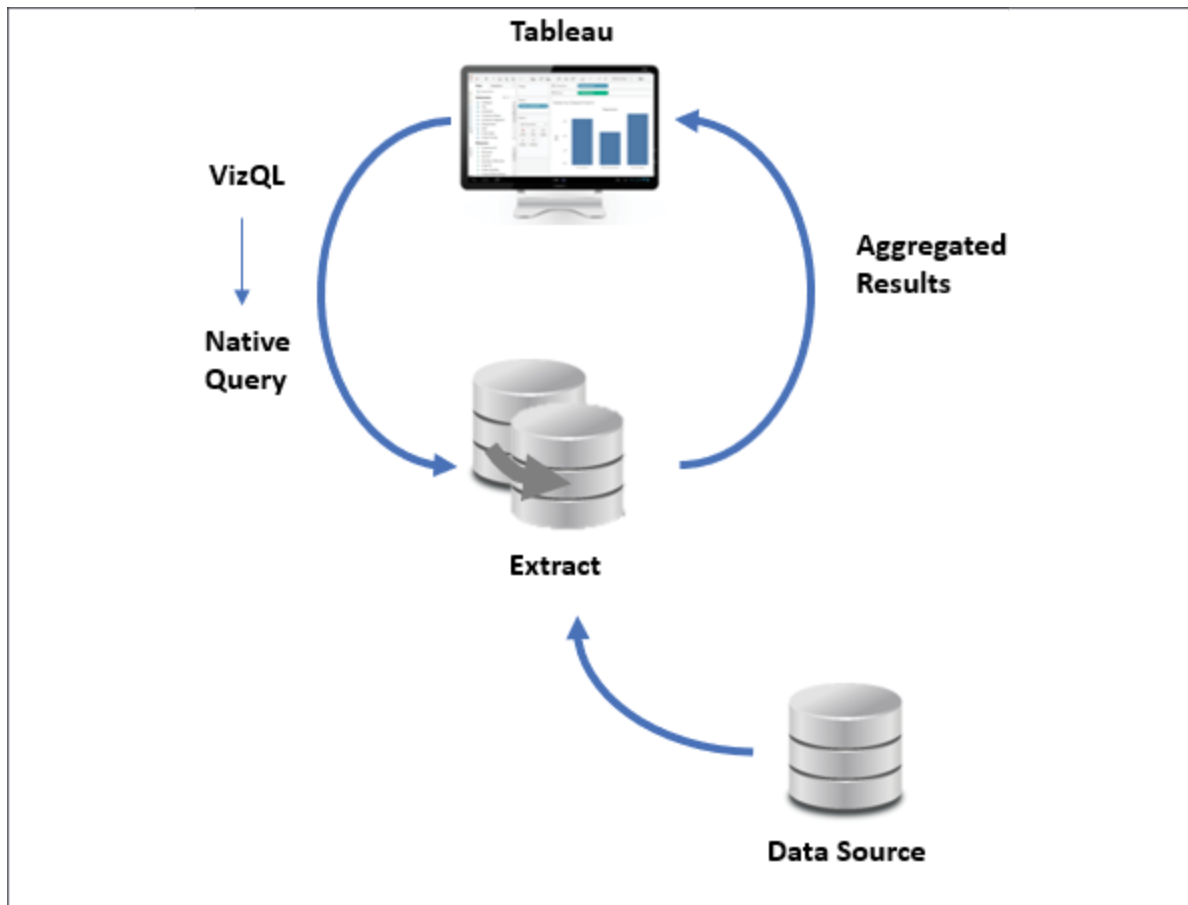 Tableau
VizQL
Native
Query
Aggregated
Results
Extract
Data Source